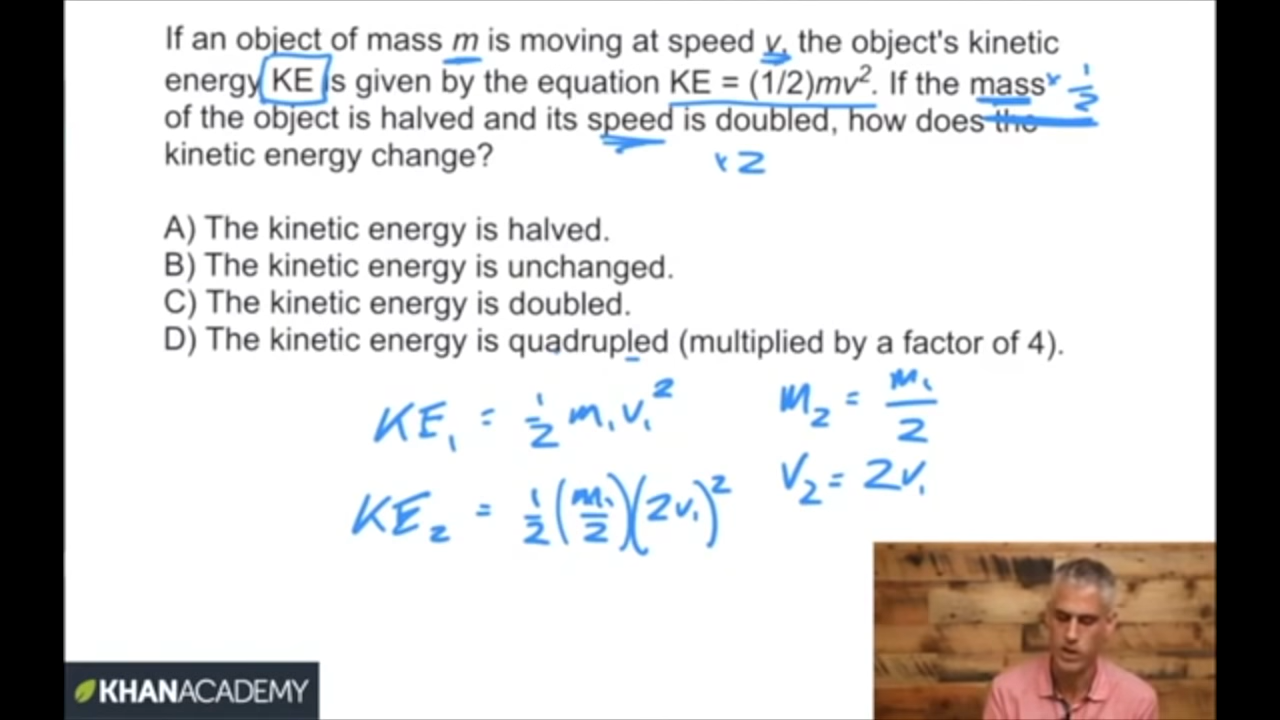 If an object of mass m is moving at speed v, the object's kinetic
energy KE is given by the equation KE = (1/2)mv². If the mass × 1/2
of the object is halved and its speed is doubled, how does the
kinetic energy change? × 2
A) The kinetic energy is halved.
B) The kinetic energy is unchanged.
C) The kinetic energy is doubled.
D) The kinetic energy is quadrupled (multiplied by a factor of 4).
KE₁ = 1/2 m₁v₁² m₂ = m₁/2
KE₂ = 1/2 (m₁/2)(2v₁)² v₂ = 2v₁
KHANACADEMY